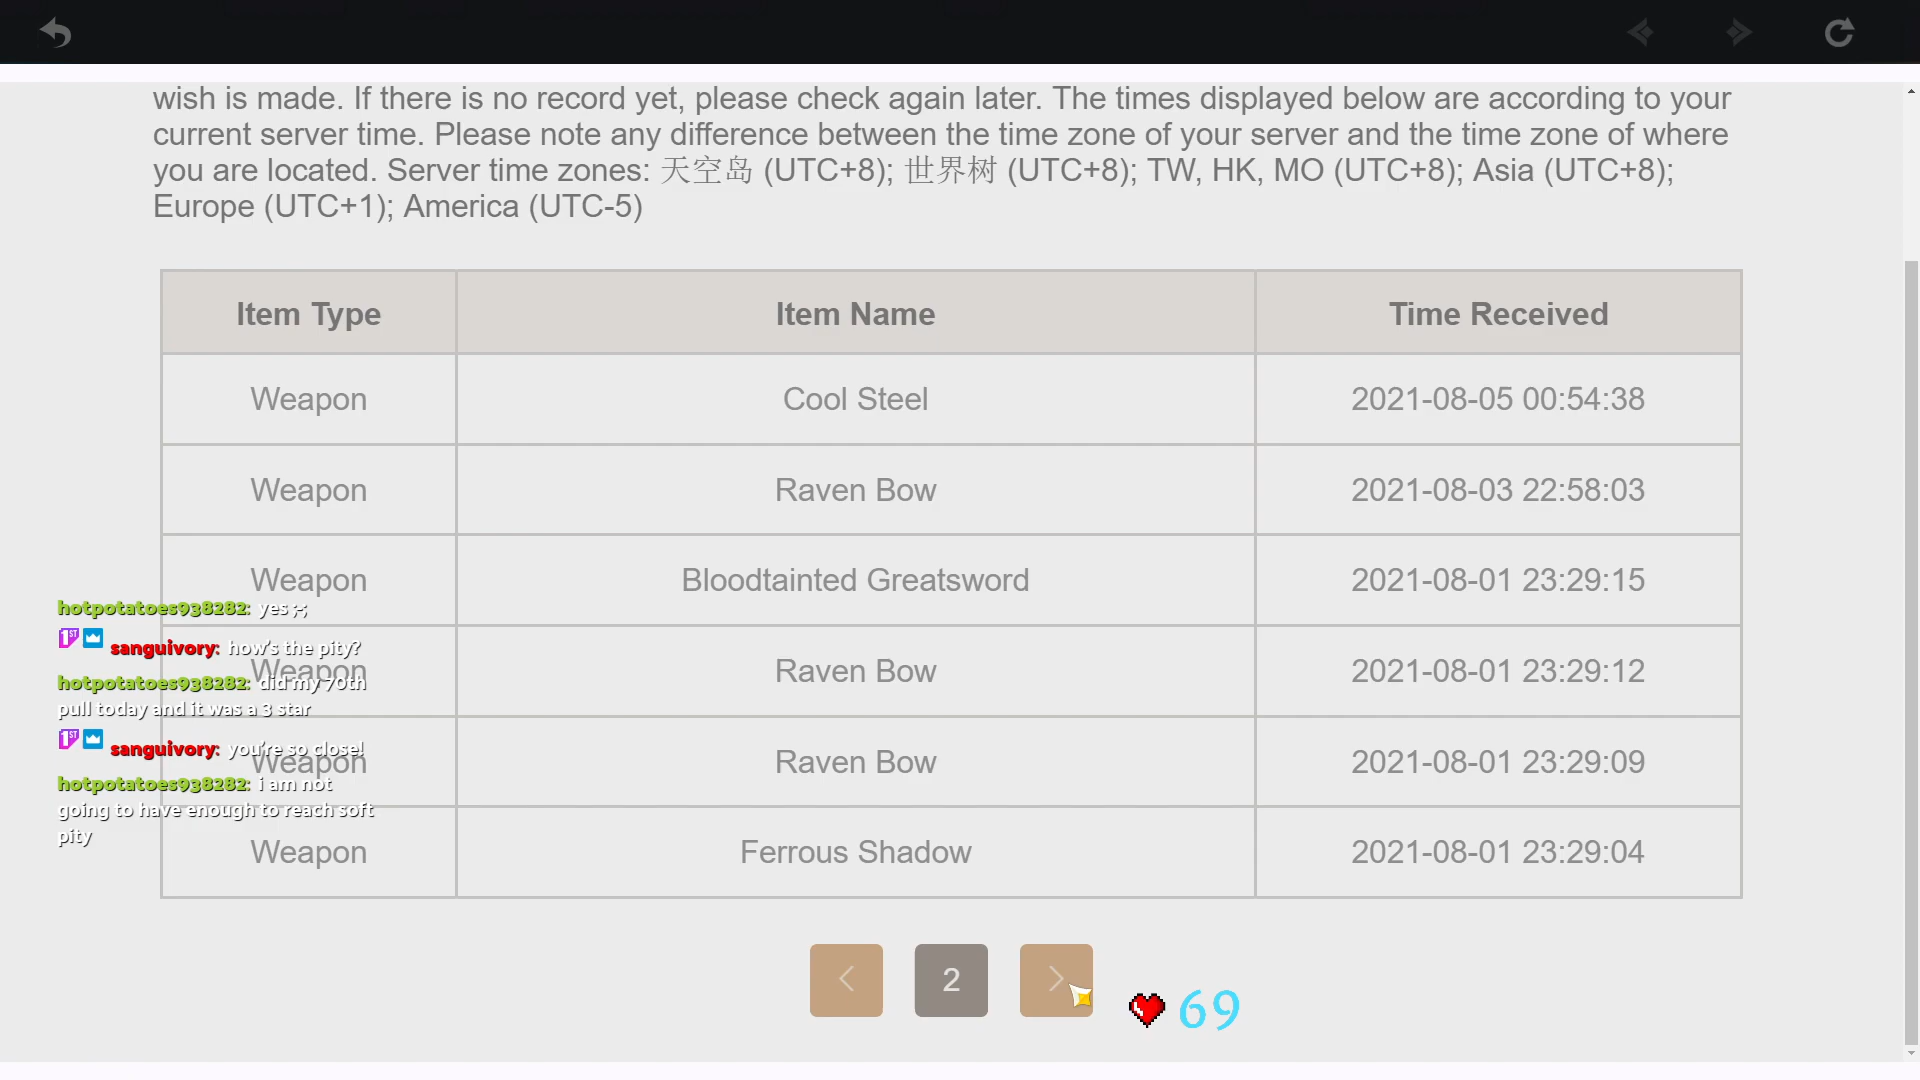 wish is made. If there is no record yet, please check again later. The times displayed below are according to your
current server time. Please note any difference between the time zone of your server and the time zone of where
you are located. Server time zones: 天空岛 (UTC+8); 世界树 (UTC+8); TW, HK, MO (UTC+8); Asia (UTC+8);
Europe (UTC+1); America (UTC-5)
Item Type Item Name Time Received
Weapon Cool Steel 2021-08-05 00:54:38
Weapon Raven Bow 2021-08-03 22:58:03
Weapon Bloodtainted Greatsword 2021-08-01 23:29:15
Weapon Raven Bow 2021-08-01 23:29:12
Weapon Raven Bow 2021-08-01 23:29:09
Weapon Ferrous Shadow 2021-08-01 23:29:04
hotpotatoes938282: yes ;-;
1ST sanguivory: how's the pity?
hotpotatoes938282: did my 70th
pull today and it was a 3 star
1ST sanguivory: you're so close!
hotpotatoes938282: i am not
going to have enough to reach soft
pity
< 2 >
69